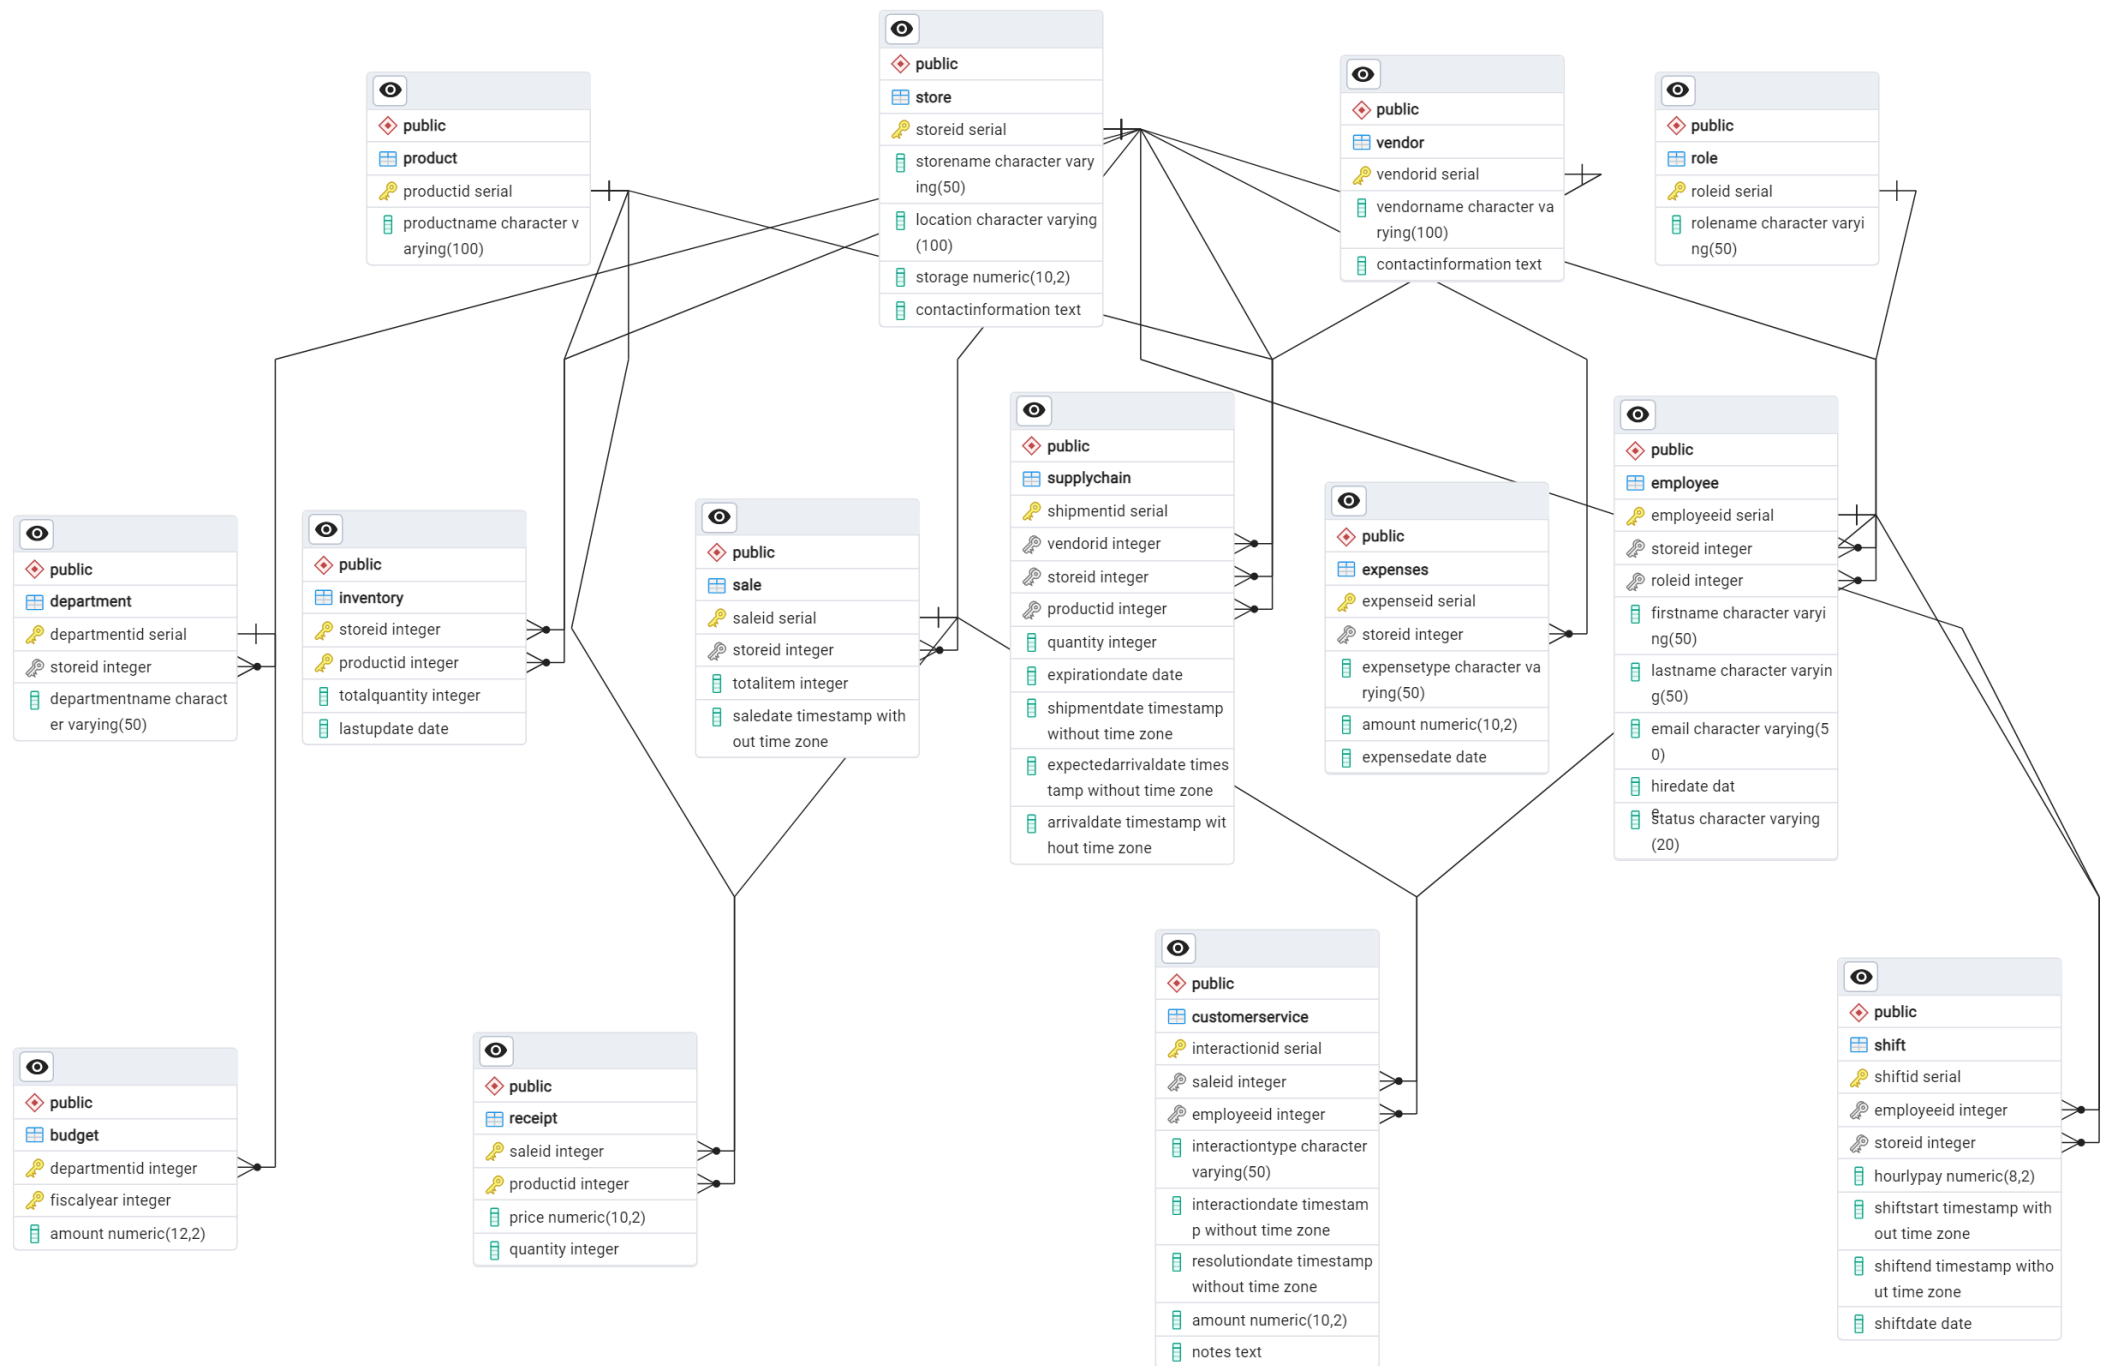 public
product
productid serial
productname character v
arying(100)
public
store
storeid serial
storename character vary
ing(50)
location character varying
(100)
storage numeric(10,2)
contactinformation text
public
vendor
vendorid serial
vendorname character va
rying(100)
contactinformation text
public
role
roleid serial
rolename character varyi
ng(50)
public
department
departmentid serial
storeid integer
departmentname charact
er varying(50)
public
inventory
storeid integer
productid integer
totalquantity integer
lastupdate date
public
sale
saleid serial
storeid integer
totalitem integer
saledate timestamp with
out time zone
public
supplychain
shipmentid serial
vendorid integer
storeid integer
productid integer
quantity integer
expirationdate date
shipmentdate timestamp
without time zone
expectedarrivaldate times
tamp without time zone
arrivaldate timestamp wit
hout time zone
public
expenses
expenseid serial
storeid integer
expensetype character va
rying(50)
amount numeric(10,2)
expensedate date
public
employee
employeeid serial
storeid integer
roleid integer
firstname character varyi
ng(50)
lastname character varyin
g(50)
email character varying(5
0)
hiredate dat
e
status character varying
(20)
public
budget
departmentid integer
fiscalyear integer
amount numeric(12,2)
public
receipt
saleid integer
productid integer
price numeric(10,2)
quantity integer
public
customerservice
interactionid serial
saleid integer
employeeid integer
interactiontype character
varying(50)
interactiondate timestam
p without time zone
resolutiondate timestamp
without time zone
amount numeric(10,2)
notes text
public
shift
shiftid serial
employeeid integer
storeid integer
hourlypay numeric(8,2)
shiftstart timestamp with
out time zone
shiftend timestamp witho
ut time zone
shiftdate date